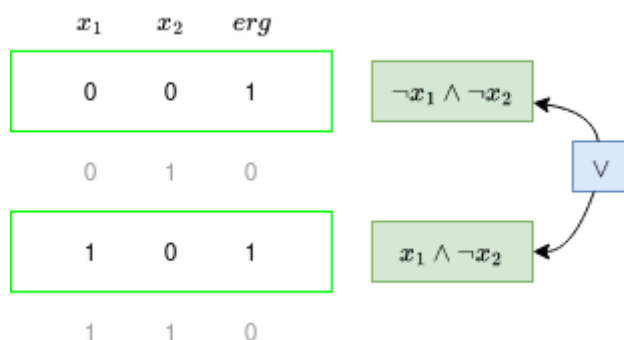 x₁ x₂ erg
0 0 1 ¬x₁ ∧ ¬x₂
∨
0 1 0
1 0 1 x₁ ∧ ¬x₂
1 1 0